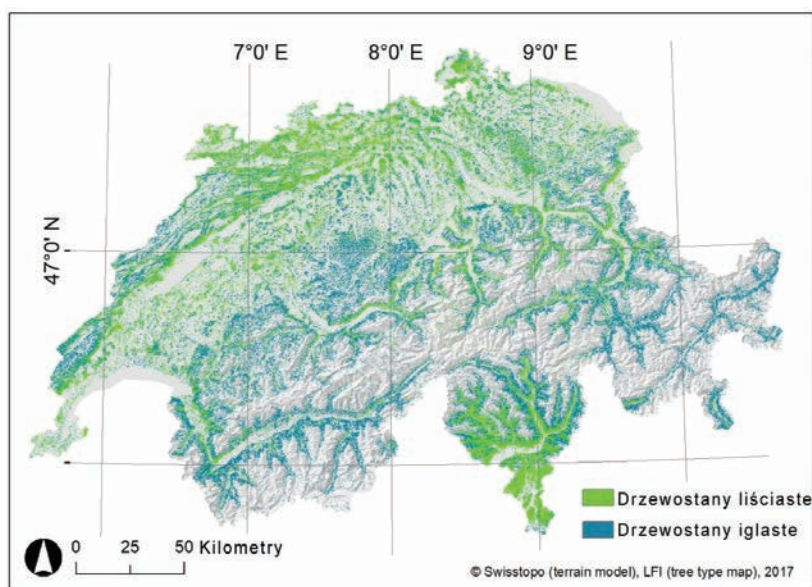 7°0' E 8°0' E 9°0' E
47°0' N
Drzewostany liściaste
Drzewostany iglaste
0 25 50 Kilometry
© Swisstopo (terrain model), LFI (tree type map), 2017